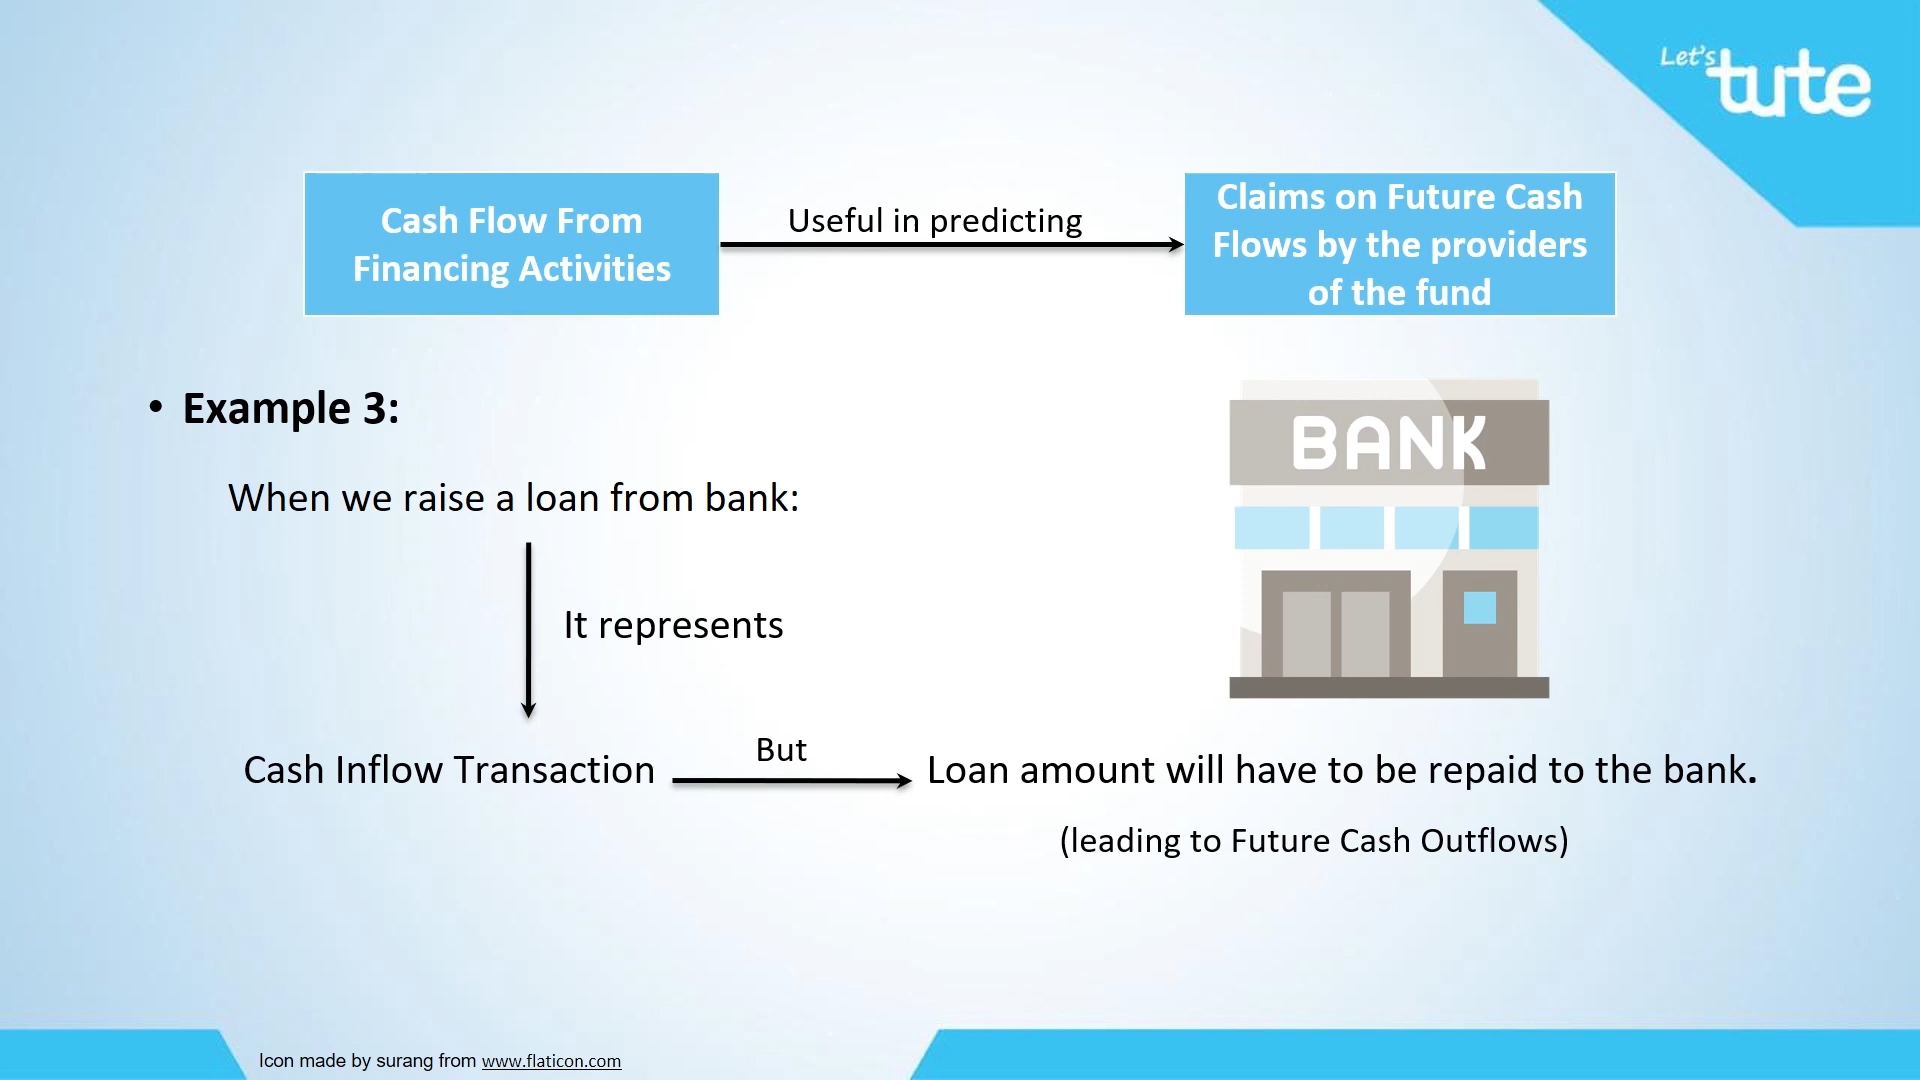 Let's tute
Cash Flow From
Financing Activities
Useful in predicting
Claims on Future Cash
Flows by the providers
of the fund
• Example 3:
BANK
When we raise a loan from bank:
It represents
Cash Inflow Transaction
But
Loan amount will have to be repaid to the bank.
(leading to Future Cash Outflows)
Icon made by surang from www.flaticon.com